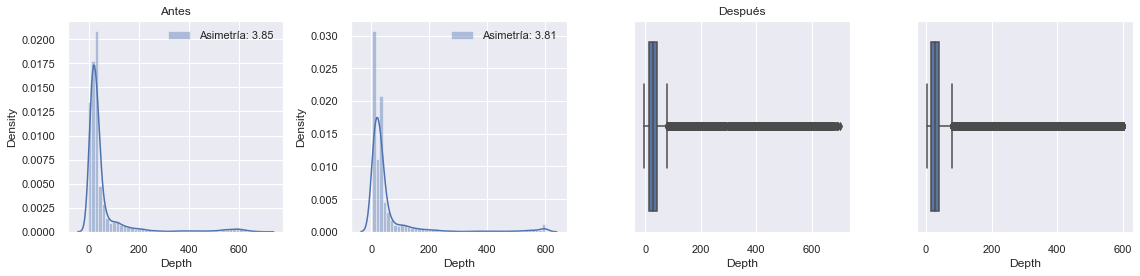 Antes
Asimetría: 3.85
0.0200
0.0175
0.0150
0.0125
0.0100
0.0075
0.0050
0.0025
0.0000
Density
0 200 400 600
Depth
Asimetría: 3.81
0.030
0.025
0.020
0.015
0.010
0.005
0.000
Density
0 200 400 600
Depth
Después
0 200 400 600
Depth
0 200 400 600
Depth